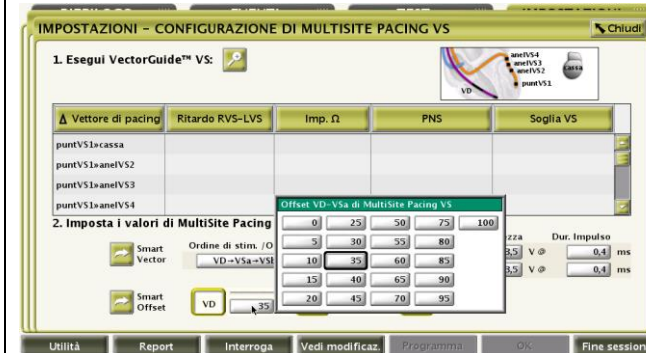 IMPOSTAZIONI - CONFIGURAZIONE DI MULTISITE PACING VS
Chiudi
1. Esegui VectorGuide™ VS:
anelVS4
anelVS3
anelVS2
puntVS1
VD
cassa
Δ Vettore di pacing Ritardo RVS-LVS Imp. Ω PNS Soglia VS
puntVS1»cassa
puntVS1»anelVS2
puntVS1»anelVS3
puntVS1»anelVS4
2. Imposta i valori di MultiSite Pacing
Offset VD-VSa di MultiSite Pacing VS
0 25 50 75 100
5 30 55 80
10 35 60 85
15 40 65 90
20 45 70 95
Smart Vector
Ordine di stim. /O
VD→VSa→VSb
Dur. Impulso
3,5 V @ 0,4 ms
3,5 V @ 0,4 ms
Smart Offset
VD
35
Utilità Report Interroga Vedi modificaz. Programma OK Fine session